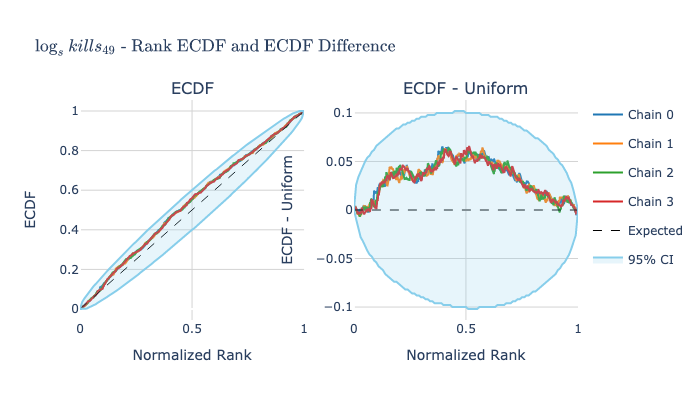 log_s kills_49 - Rank ECDF and ECDF Difference
ECDF
ECDF - Uniform
1
0.8
0.6
0.4
0.2
0
ECDF
0
0.5
1
Normalized Rank
0.1
0.05
0
−0.05
−0.1
ECDF - Uniform
0
0.5
1
Normalized Rank
Chain 0
Chain 1
Chain 2
Chain 3
Expected
95% CI